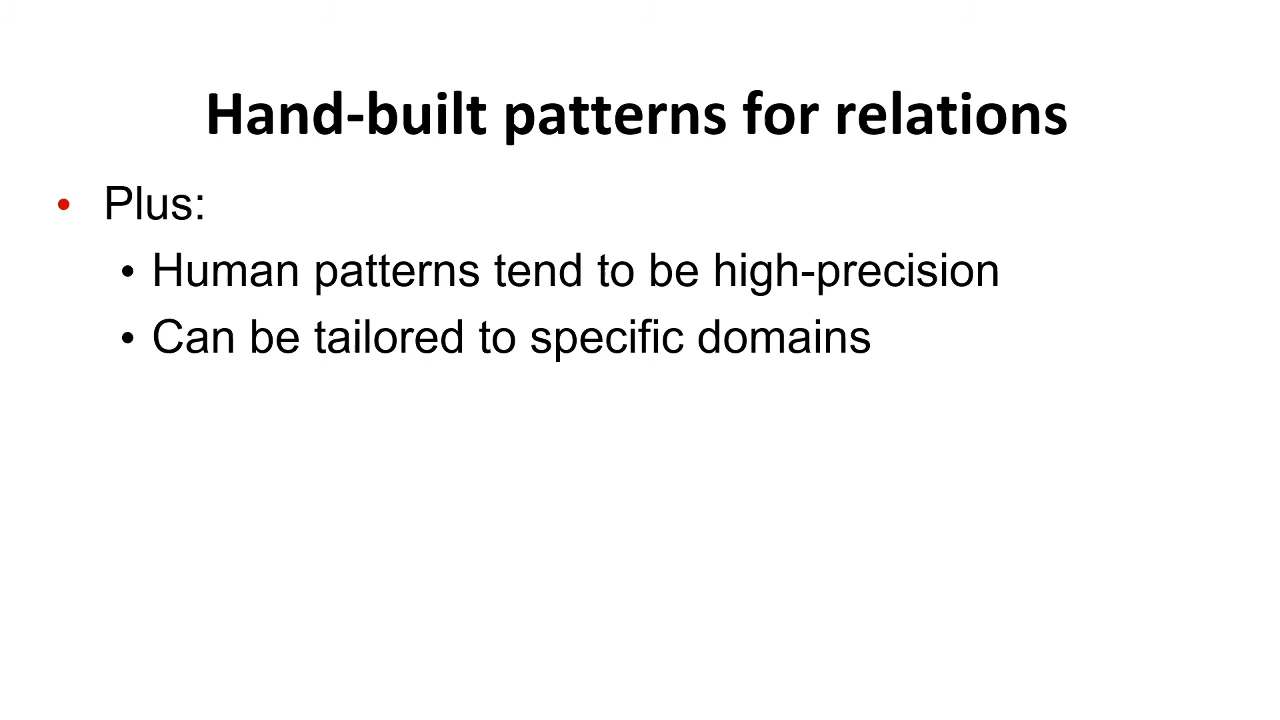 Hand-built patterns for relations
• Plus:
• Human patterns tend to be high-precision
• Can be tailored to specific domains